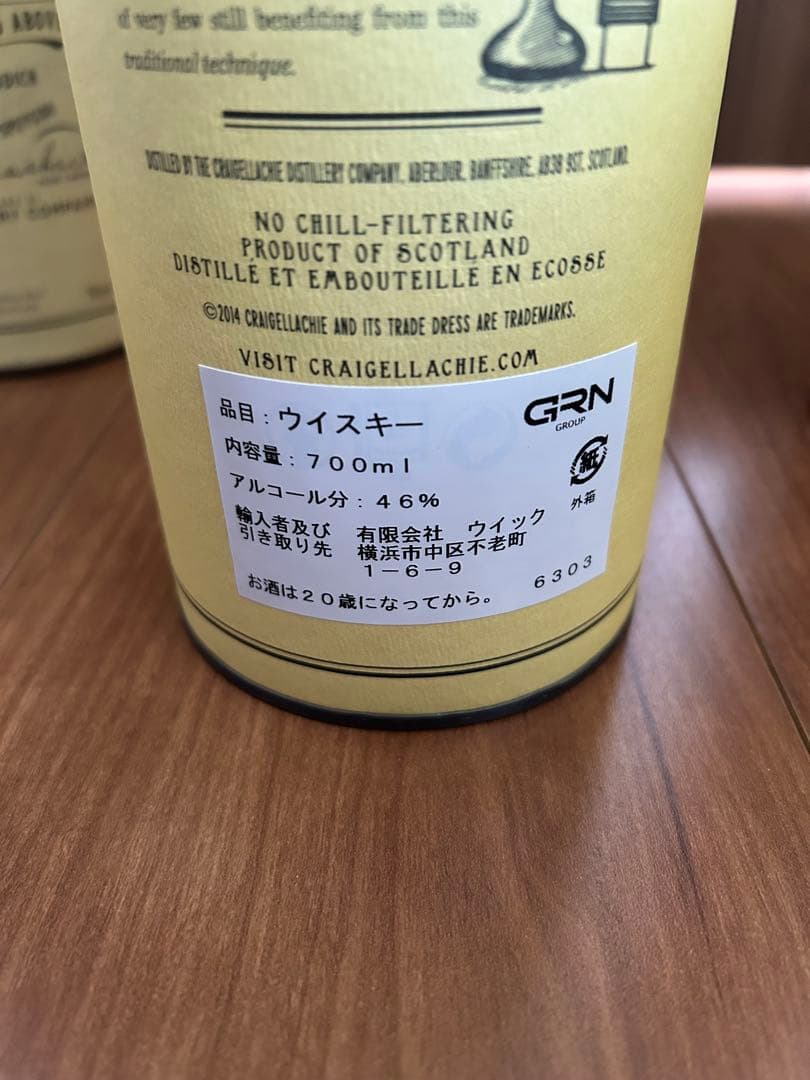 of very few still benefiting from this
traditional technique.
DISTILLED BY THE CRAIGELLACHIE DISTILLERY COMPANY, ABERLOUR, BANFFSHIRE, AB38 9ST, SCOTLAND.
NO CHILL-FILTERING
PRODUCT OF SCOTLAND
DISTILLÉ ET EMBOUTEILLÉ EN ECOSSE
©2014 CRAIGELLACHIE AND ITS TRADE DRESS ARE TRADEMARKS.
VISIT CRAIGELLACHIE.COM
GRN
GROUP
品目：ウイスキー
内容量：７００ｍｌ
紙
外箱
アルコール分：４６％
輸入者及び 有限会社 ウイック
引き取り先 横浜市中区不老町
１－６－９
お酒は２０歳になってから。 ６３０３
ABOV